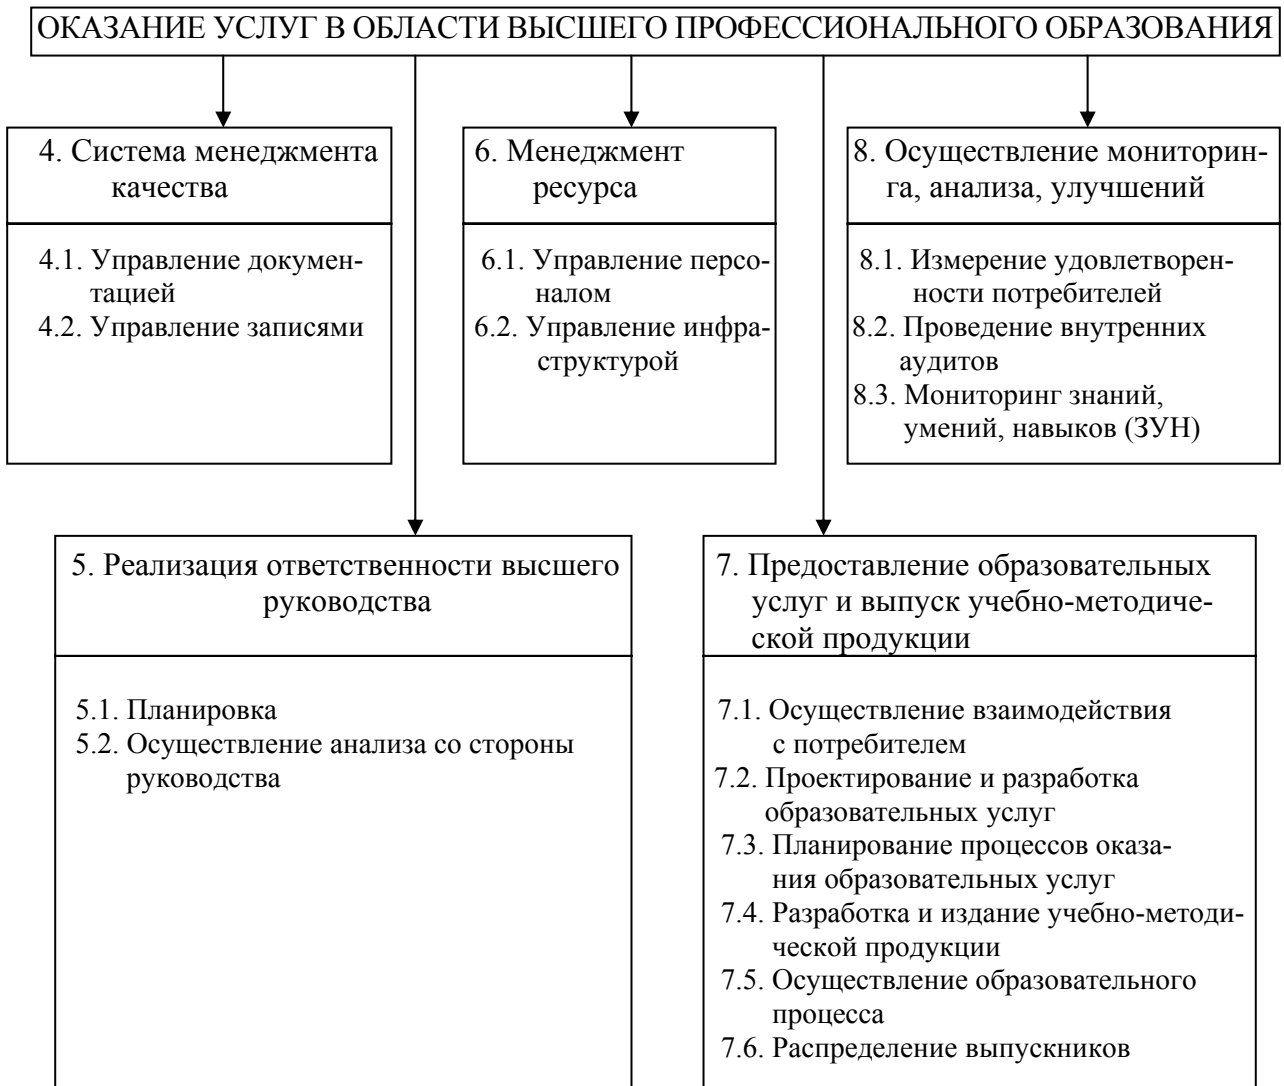 ОКАЗАНИЕ УСЛУГ В ОБЛАСТИ ВЫСШЕГО ПРОФЕССИОНАЛЬНОГО ОБРАЗОВАНИЯ
4. Система менеджмента
качества
4.1. Управление докумен-
тацией
4.2. Управление записями
6. Менеджмент
ресурса
6.1. Управление персо-
налом
6.2. Управление инфра-
структурой
8. Осуществление мониторин-
га, анализа, улучшений
8.1. Измерение удовлетворен-
ности потребителей
8.2. Проведение внутренних
аудитов
8.3. Мониторинг знаний,
умений, навыков (ЗУН)
5. Реализация ответственности высшего
руководства
5.1. Планировка
5.2. Осуществление анализа со стороны
руководства
7. Предоставление образовательных
услуг и выпуск учебно-методиче-
ской продукции
7.1. Осуществление взаимодействия
с потребителем
7.2. Проектирование и разработка
образовательных услуг
7.3. Планирование процессов оказа-
ния образовательных услуг
7.4. Разработка и издание учебно-методи-
ческой продукции
7.5. Осуществление образовательного
процесса
7.6. Распределение выпускников